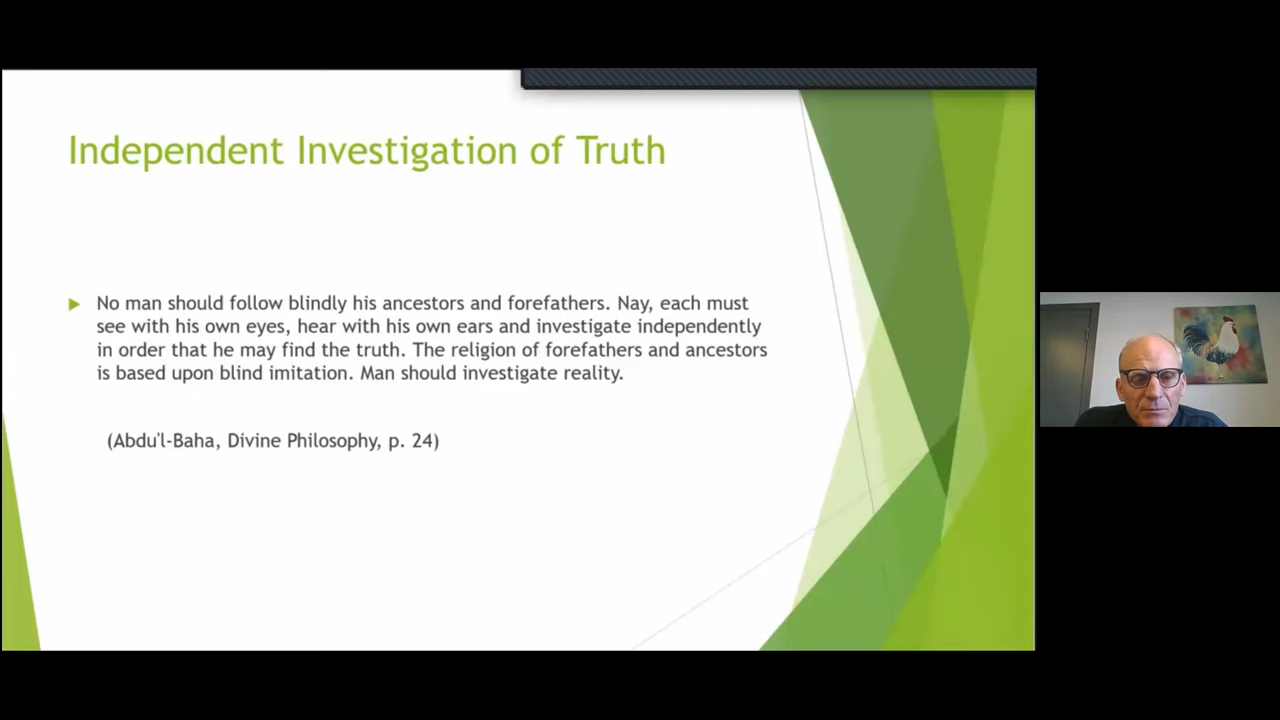 Independent Investigation of Truth
No man should follow blindly his ancestors and forefathers. Nay, each must
see with his own eyes, hear with his own ears and investigate independently
in order that he may find the truth. The religion of forefathers and ancestors
is based upon blind imitation. Man should investigate reality.
(Abdu'l-Baha, Divine Philosophy, p. 24)